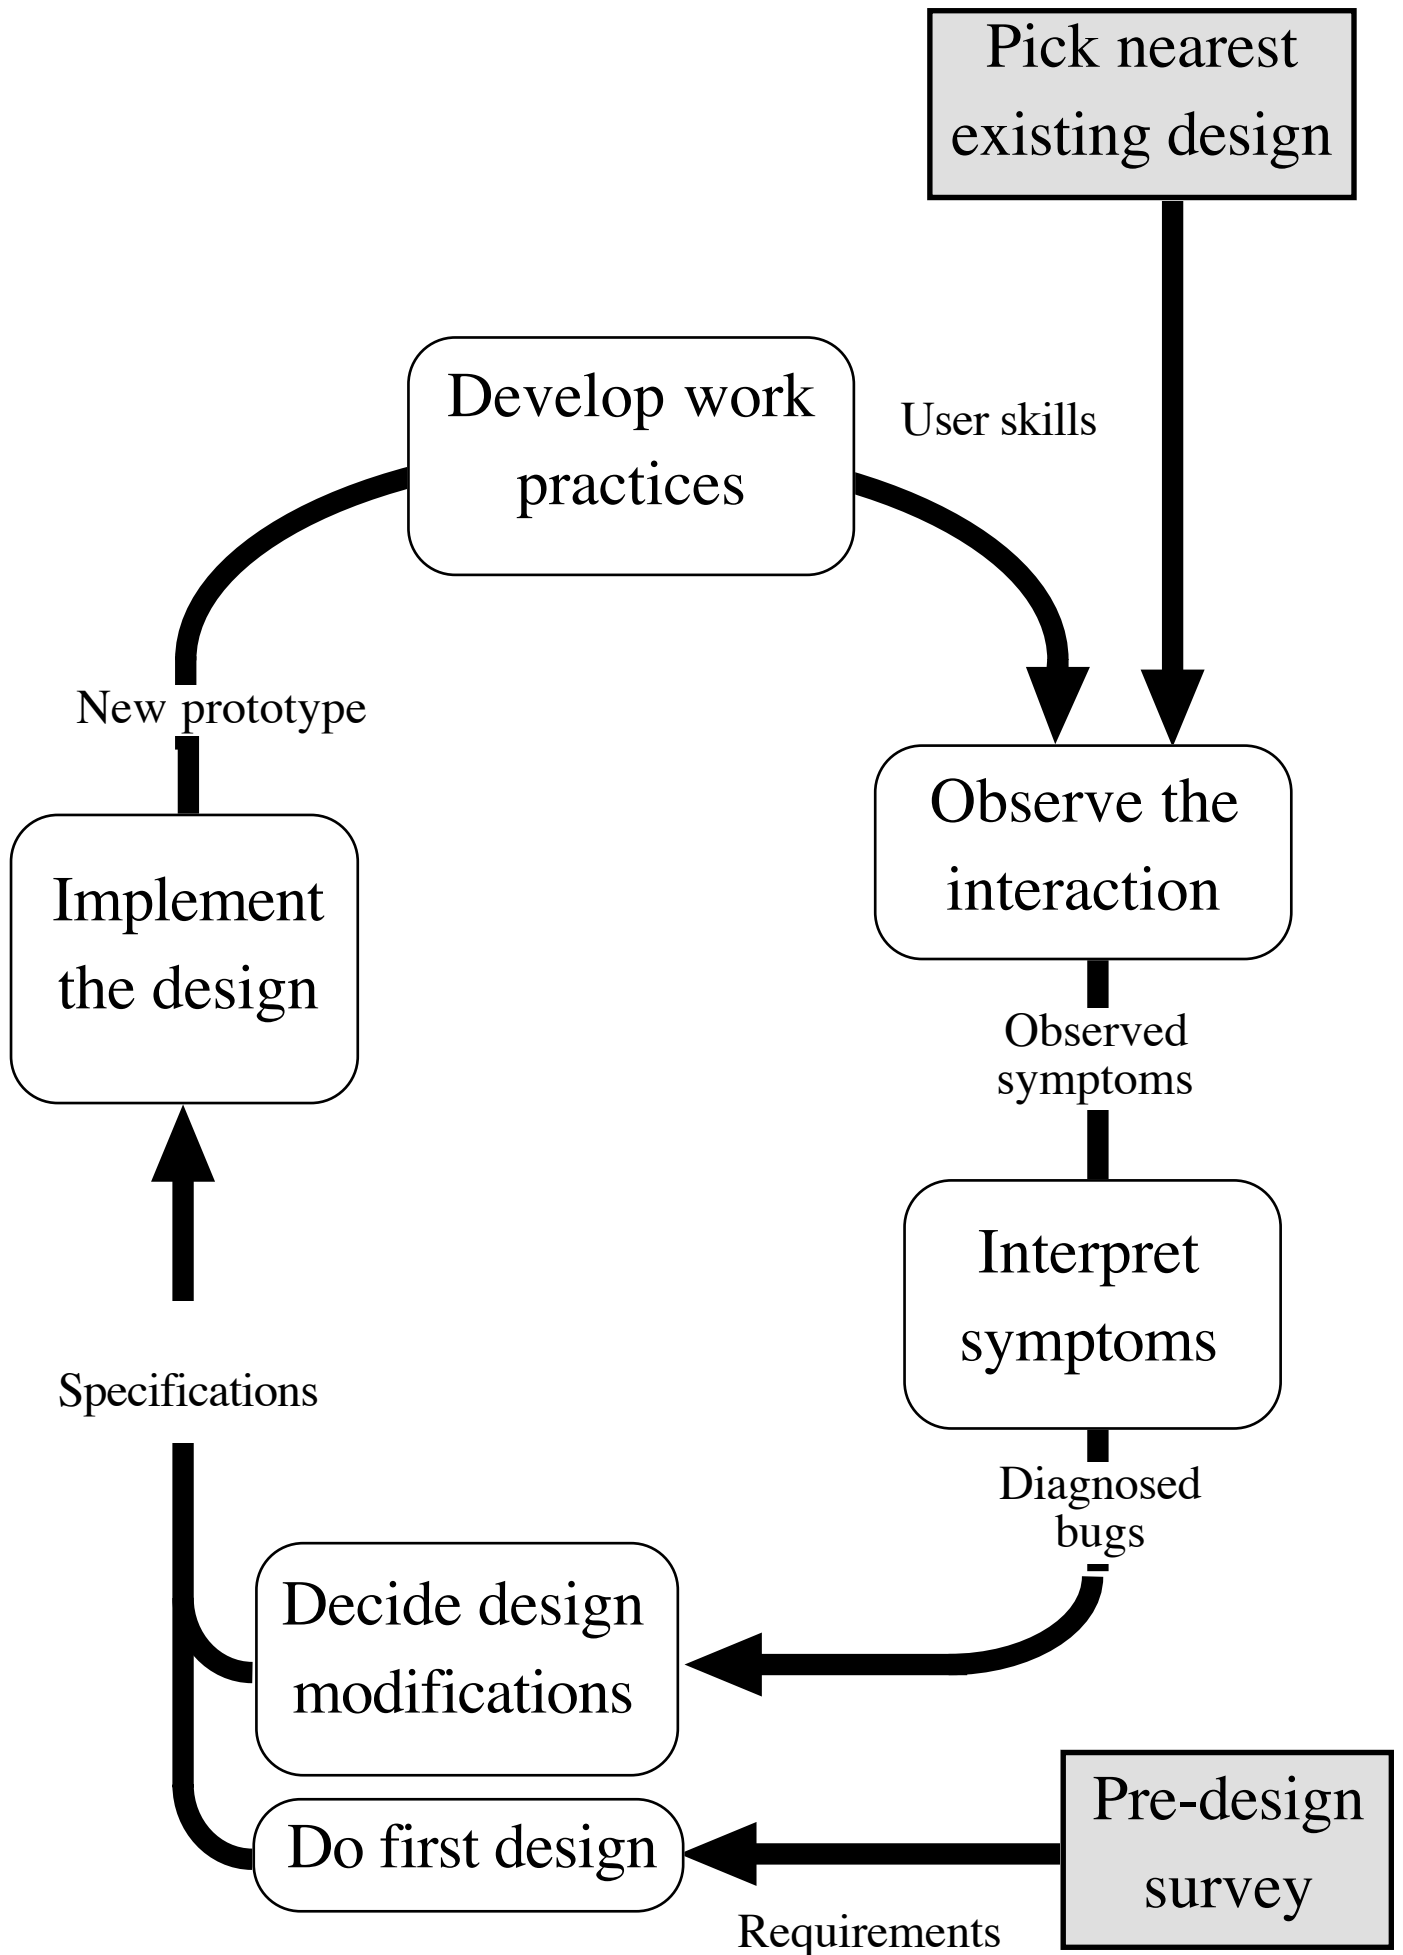 Pick nearest
existing design
Develop work
practices
User skills
New prototype
Observe the
interaction
Implement
the design
Observed
symptoms
Interpret
symptoms
Specifications
Diagnosed
bugs
Decide design
modifications
Do first design
Pre-design
survey
Requirements